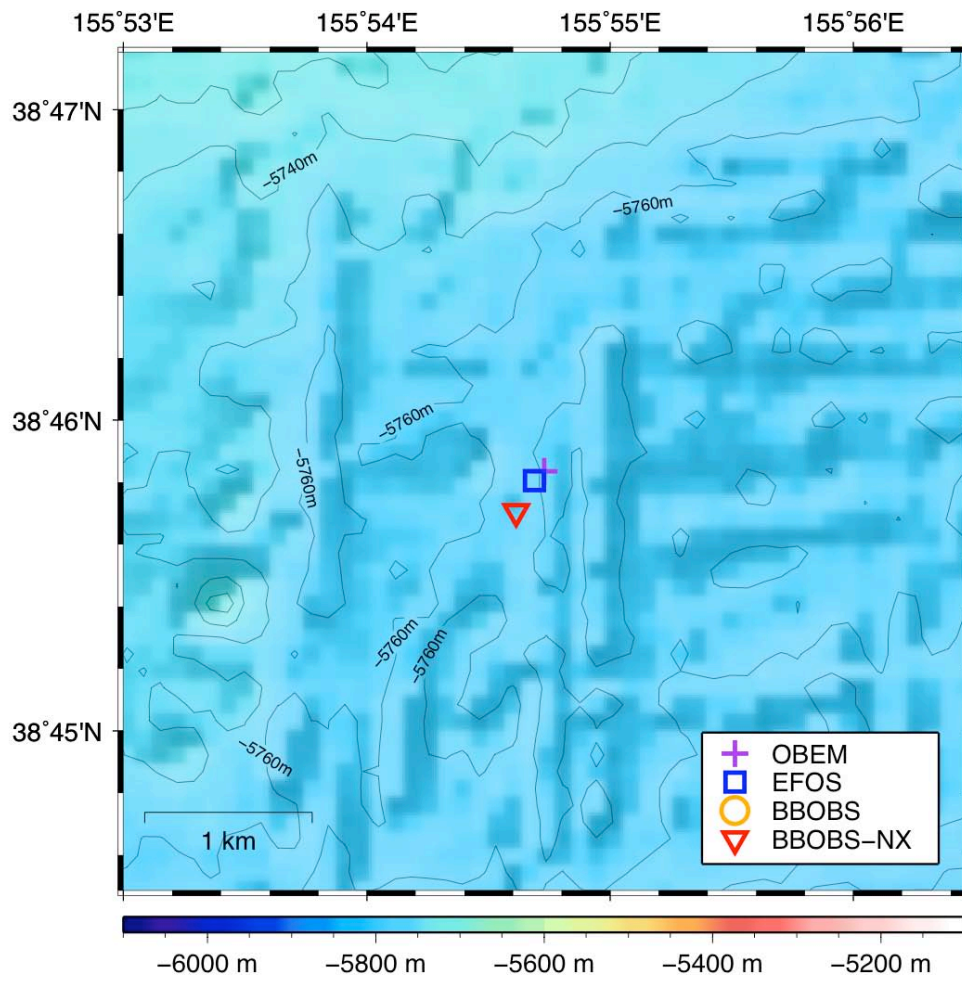 155˚53'E 155˚54'E 155˚55'E 155˚56'E
38˚47'N
−5740m
−5760m
38˚46'N
−5760m
−5760m
−5760m
−5760m
38˚45'N
−5760m
1 km
OBEM
EFOS
BBOBS
BBOBS−NX
−6000 m −5800 m −5600 m −5400 m −5200 m